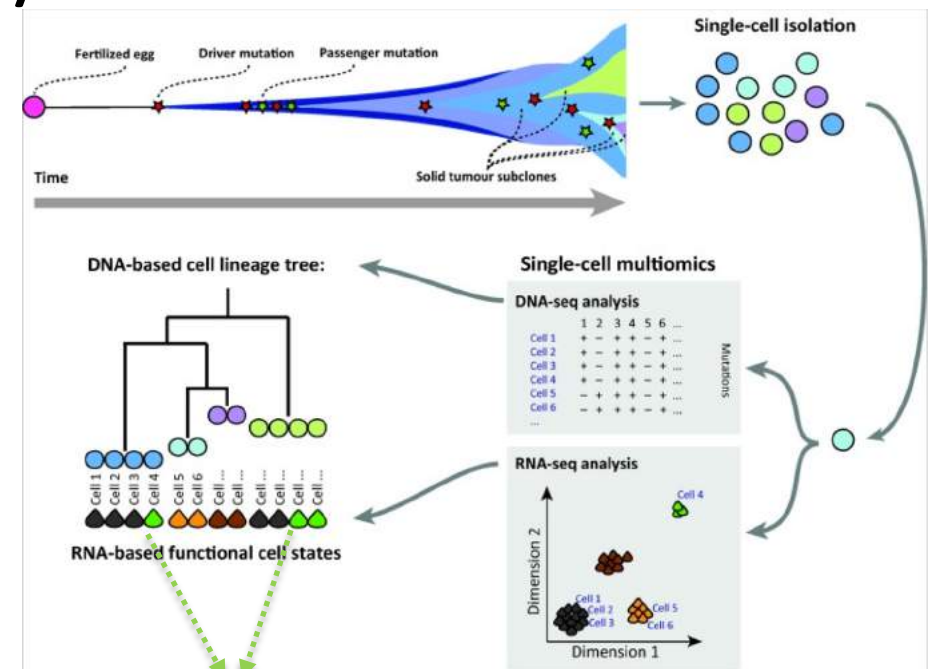 Single-cell isolation
Fertilized egg
Driver mutation
Passenger mutation
Time
Solid tumour subclones
DNA-based cell lineage tree:
Single-cell multiomics
DNA-seq analysis
1 2 3 4 5 6 ...
Cell 1 + − + + − + ...
Cell 2 + − + + − + ...
Cell 3 + − + + − + ...
Cell 4 + − + + − + ...
Cell 5 − + + + − + ...
Cell 6 − + + + − + ...
...
Mutations
Cell 1
Cell 2
Cell 3
Cell 4
Cell 5
Cell 6
Cell ...
Cell ...
Cell ...
Cell ...
Cell ...
Cell ...
RNA-based functional cell states
RNA-seq analysis
Cell 4
Dimension 2
Cell 1
Cell 2
Cell 3
Cell 5
Cell 6
Dimension 1